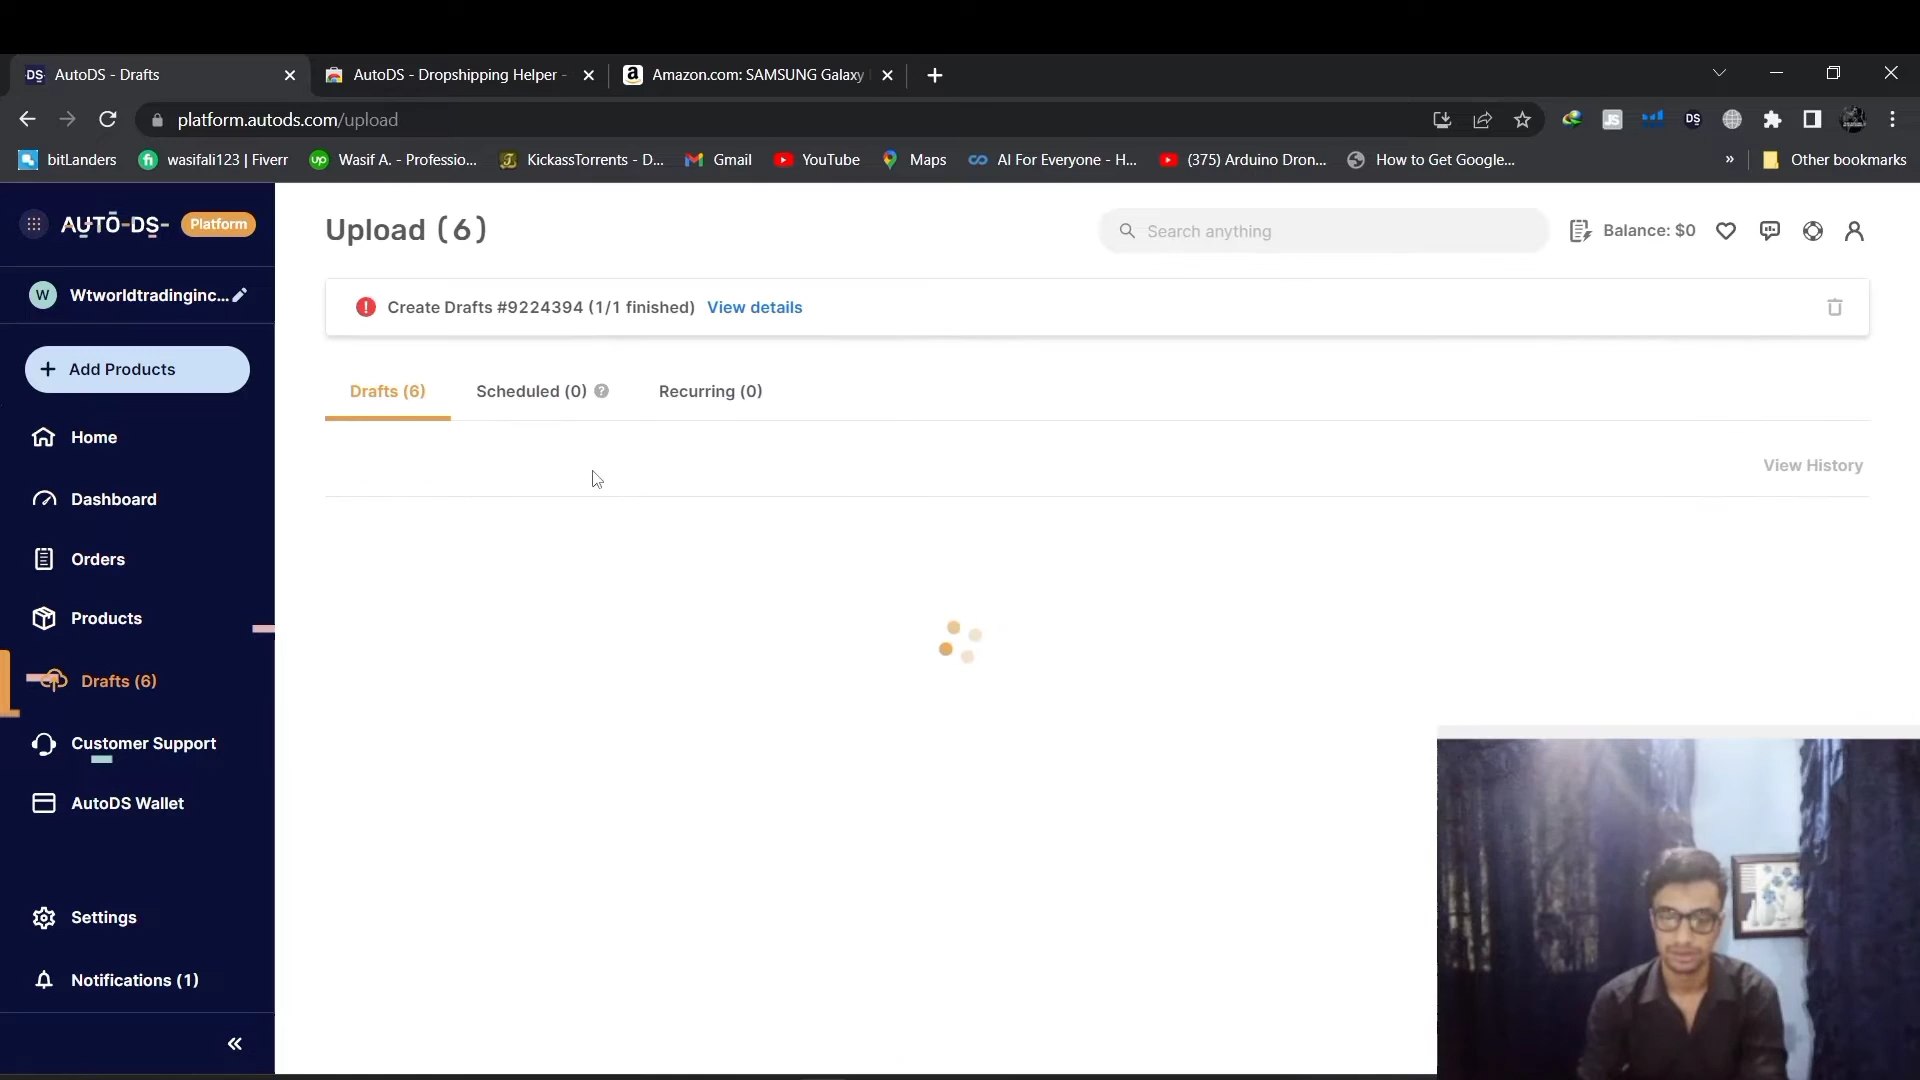 AutoDS - Drafts
AutoDS - Dropshipping Helper -
Amazon.com: SAMSUNG Galaxy
platform.autods.com/upload
bitLanders
wasifali123 | Fiverr
Wasif A. - Professio...
KickassTorrents - D...
Gmail
YouTube
Maps
AI For Everyone - H...
(375) Arduino Dron...
How to Get Google...
»
Other bookmarks
AUTO-DS-
Platform
Upload (6)
Search anything
Balance: $0
W
Wtworldtradinginc...
Create Drafts #9224394 (1/1 finished) View details
+ Add Products
Drafts (6)
Scheduled (0)
Recurring (0)
View History
Home
Dashboard
Orders
Products
Drafts (6)
Customer Support
AutoDS Wallet
Settings
Notifications (1)
«